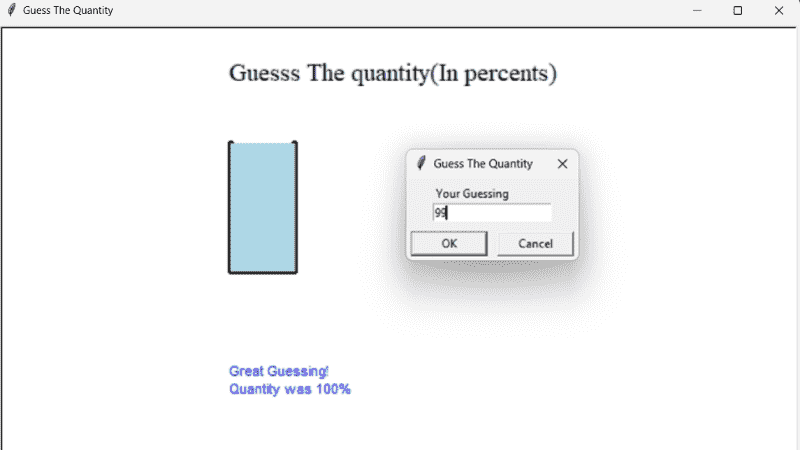 Guess The Quantity
Guesss The quantity(In percents)
Guess The Quantity
Your Guessing
99
OK
Cancel
Great Guessing!
Quantity was 100%